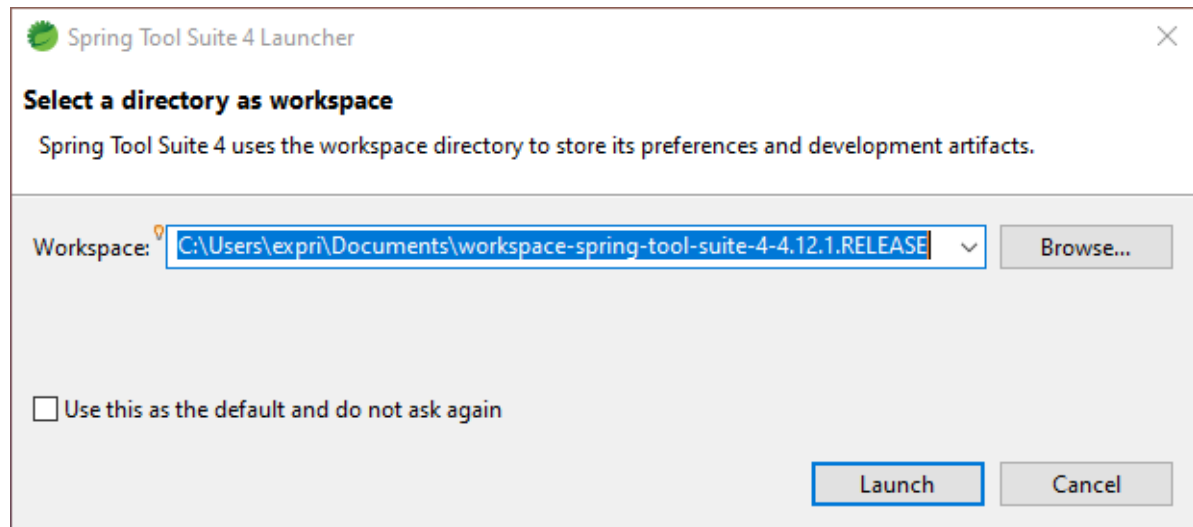 Spring Tool Suite 4 Launcher
Select a directory as workspace
Spring Tool Suite 4 uses the workspace directory to store its preferences and development artifacts.
Workspace: C:\Users\expri\Documents\workspace-spring-tool-suite-4-4.12.1.RELEASE Browse...
Use this as the default and do not ask again
Launch Cancel